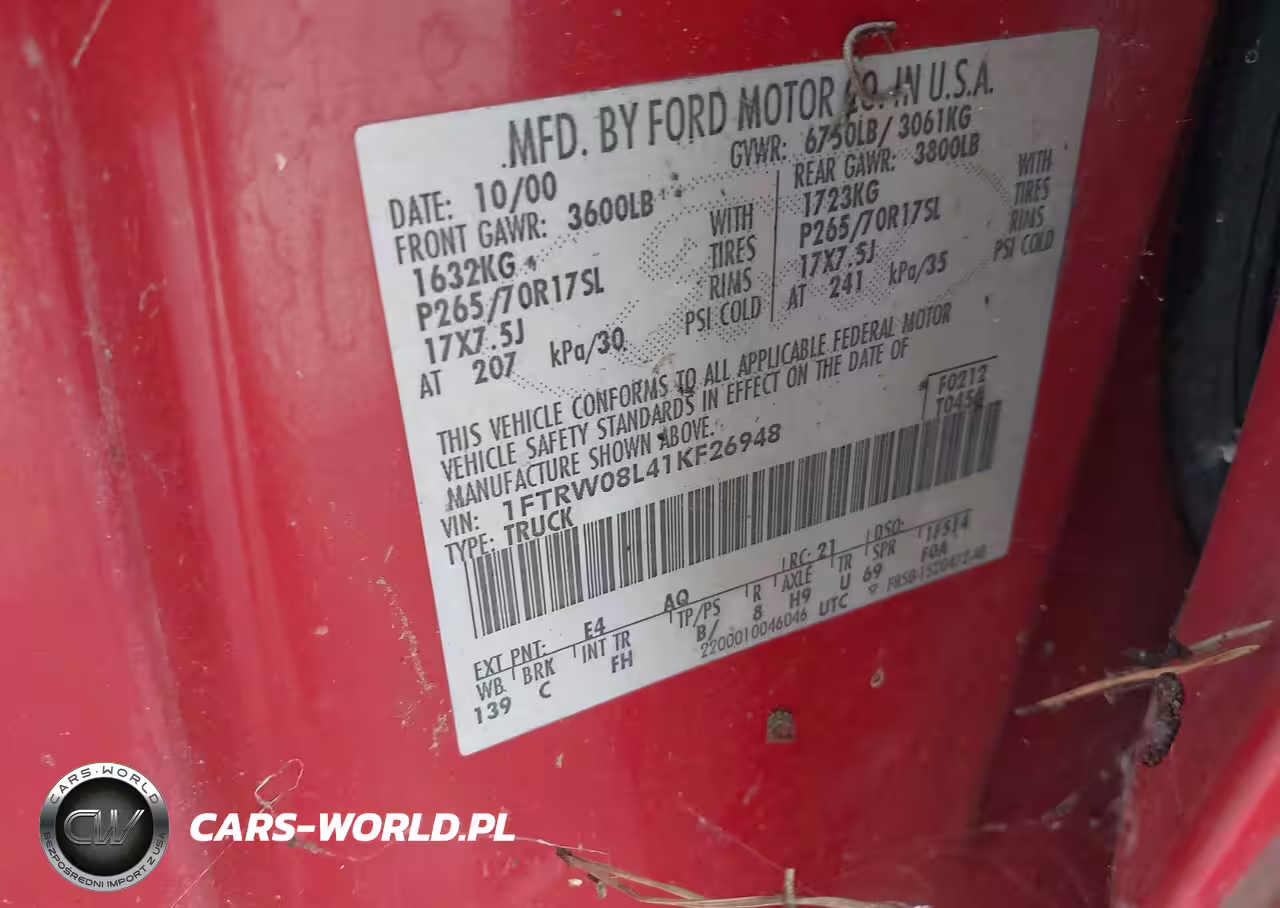 MFD. BY FORD MOTOR CO. IN U.S.A.
DATE: 10/00 GVWR: 6750LB/ 3061KG
FRONT GAWR: 3600LB REAR GAWR: 3800LB
1632KG WITH 1723KG WITH
P265/70R17SL TIRES P265/70R17SL TIRES
17X7.5J RIMS 17X7.5J RIMS
AT 207 kPa/30 PSI COLD AT 241 kPa/35 PSI COLD
THIS VEHICLE CONFORMS TO ALL APPLICABLE FEDERAL MOTOR
VEHICLE SAFETY STANDARDS IN EFFECT ON THE DATE OF
MANUFACTURE SHOWN ABOVE.
F0212
VIN: 1FTRW08L41KF26948
T0454
TYPE: TRUCK
EXT PNT: E4 AQ RC: 21 DSO: 1F514
WB BRK INT TR TP/PS R AXLE TR SPR F0A
139 C FH B/ 8 H9 U 69
2200010046046 UTC
CARS-WORLD
CW
BEZPOŚREDNI IMPORT Z USA
CARS-WORLD.PL